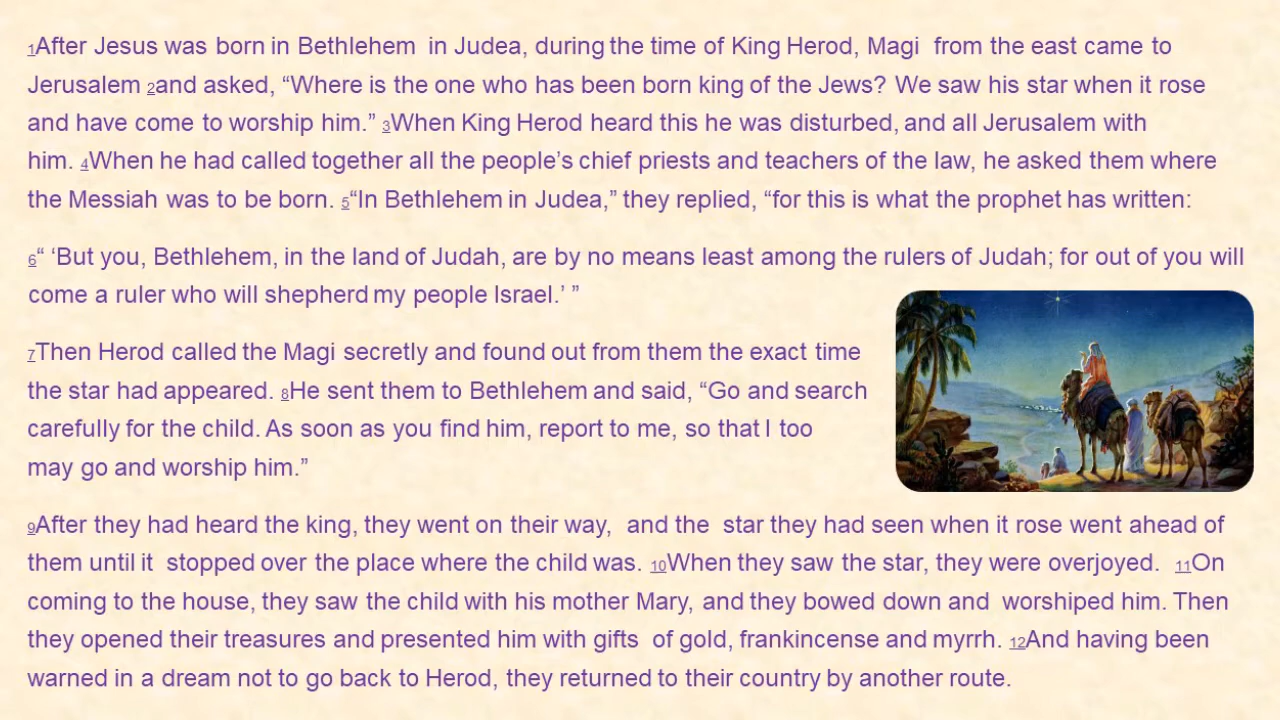 1After Jesus was born in Bethlehem in Judea, during the time of King Herod, Magi from the east came to
Jerusalem 2and asked, “Where is the one who has been born king of the Jews? We saw his star when it rose
and have come to worship him.” 3When King Herod heard this he was disturbed, and all Jerusalem with
him. 4When he had called together all the people’s chief priests and teachers of the law, he asked them where
the Messiah was to be born. 5“In Bethlehem in Judea,” they replied, “for this is what the prophet has written:
6“ ‘But you, Bethlehem, in the land of Judah, are by no means least among the rulers of Judah; for out of you will
come a ruler who will shepherd my people Israel.’ ”
7Then Herod called the Magi secretly and found out from them the exact time
the star had appeared. 8He sent them to Bethlehem and said, “Go and search
carefully for the child. As soon as you find him, report to me, so that I too
may go and worship him.”
9After they had heard the king, they went on their way, and the star they had seen when it rose went ahead of
them until it stopped over the place where the child was. 10When they saw the star, they were overjoyed. 11On
coming to the house, they saw the child with his mother Mary, and they bowed down and worshiped him. Then
they opened their treasures and presented him with gifts of gold, frankincense and myrrh. 12And having been
warned in a dream not to go back to Herod, they returned to their country by another route.